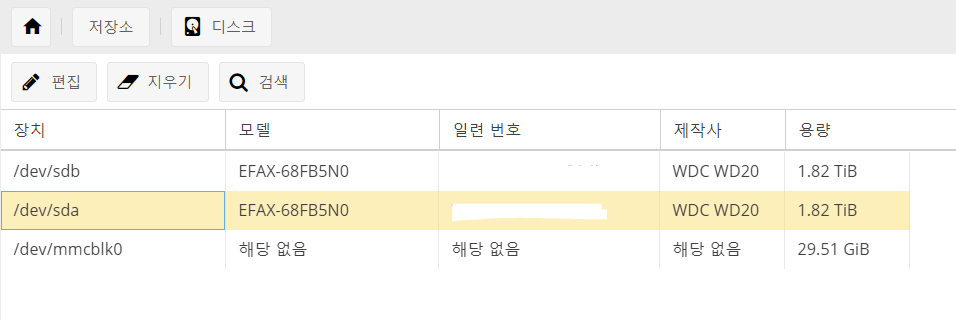 저장소 디스크
편집 지우기 검색
장치 모델 일련 번호 제작사 용량
/dev/sdb EFAX-68FB5N0 WDC WD20 1.82 TiB
/dev/sda EFAX-68FB5N0 WDC WD20 1.82 TiB
/dev/mmcblk0 해당 없음 해당 없음 해당 없음 29.51 GiB